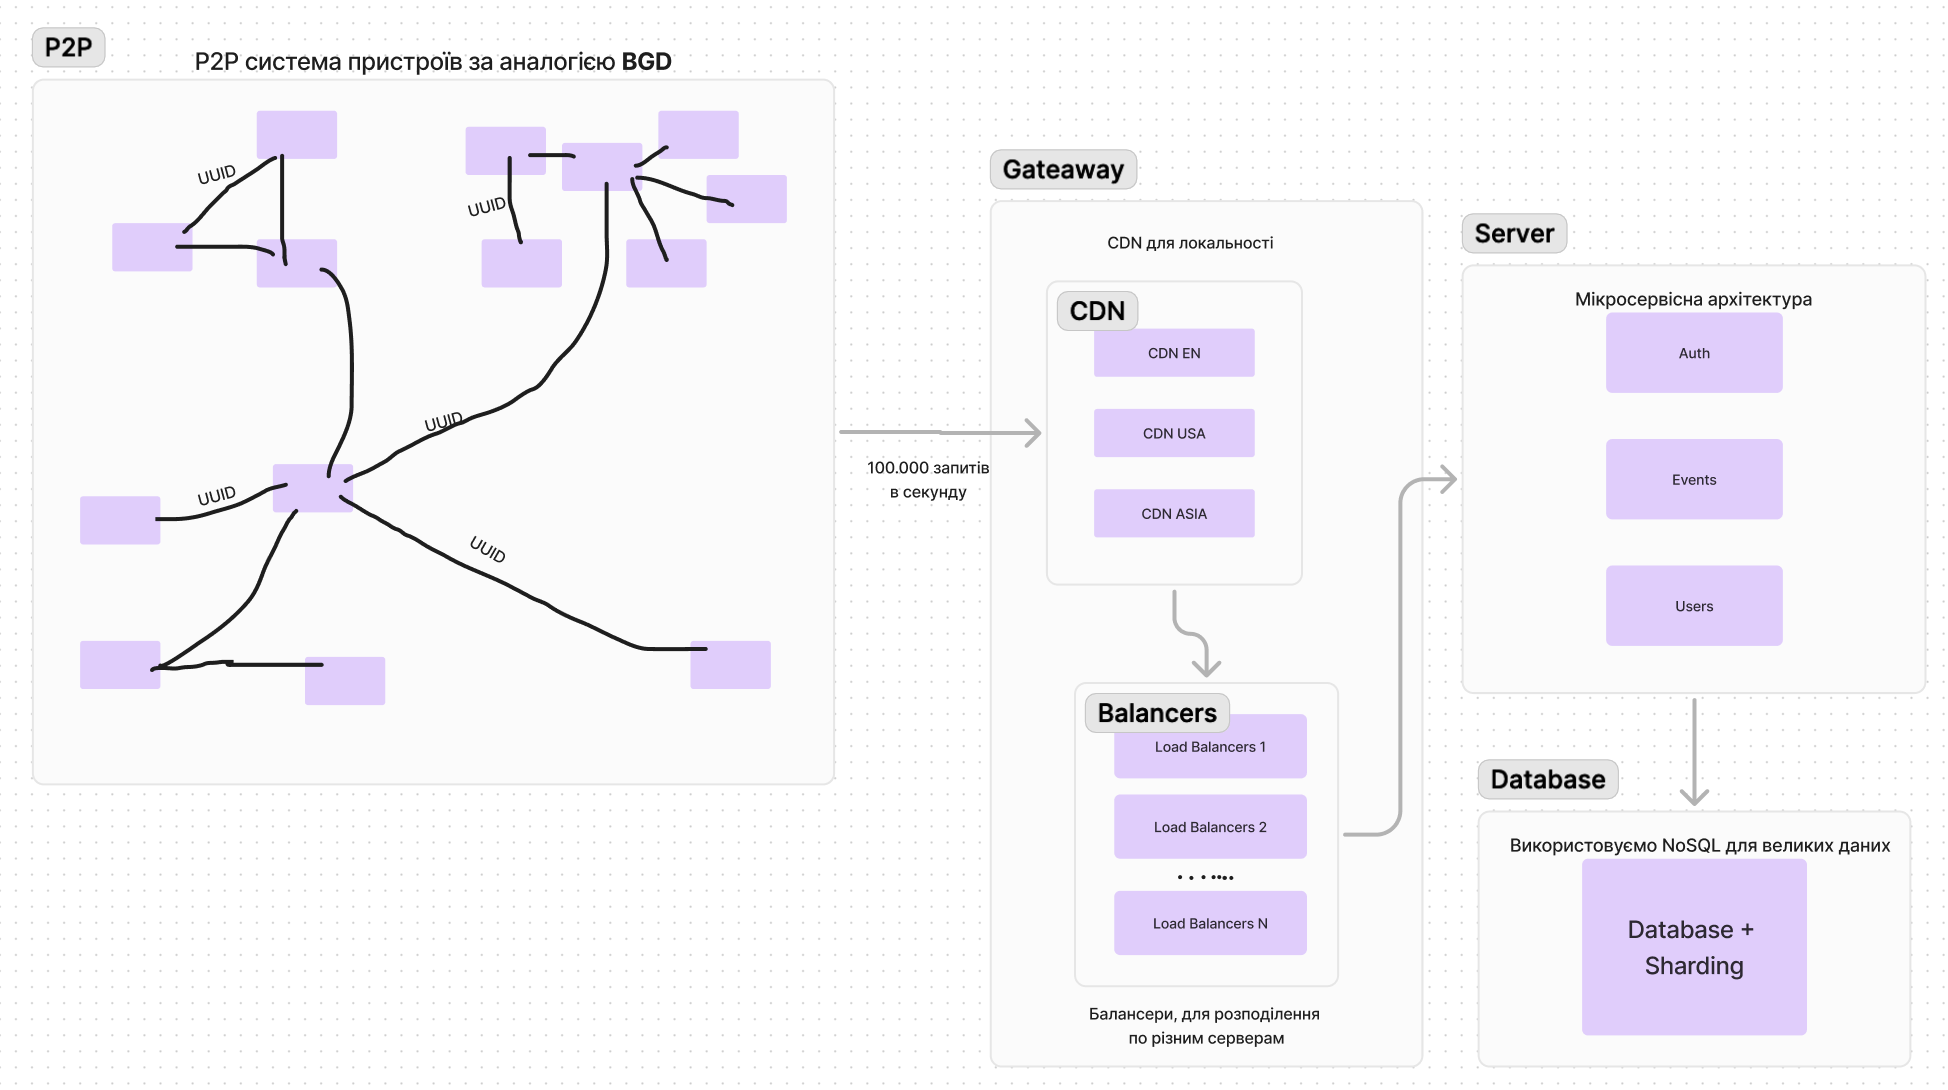 P2P
P2P система пристроїв за аналогією BGD
UUID
UUID
UUID
UUID
UUID
100.000 запитів
в секунду
Gateaway
CDN для локальності
CDN
CDN EN
CDN USA
CDN ASIA
Balancers
Load Balancers 1
Load Balancers 2
Load Balancers N
Балансери, для розподілення
по різним серверам
Server
Мікросервісна архітектура
Auth
Events
Users
Database
Використовуємо NoSQL для великих даних
Database +
Sharding